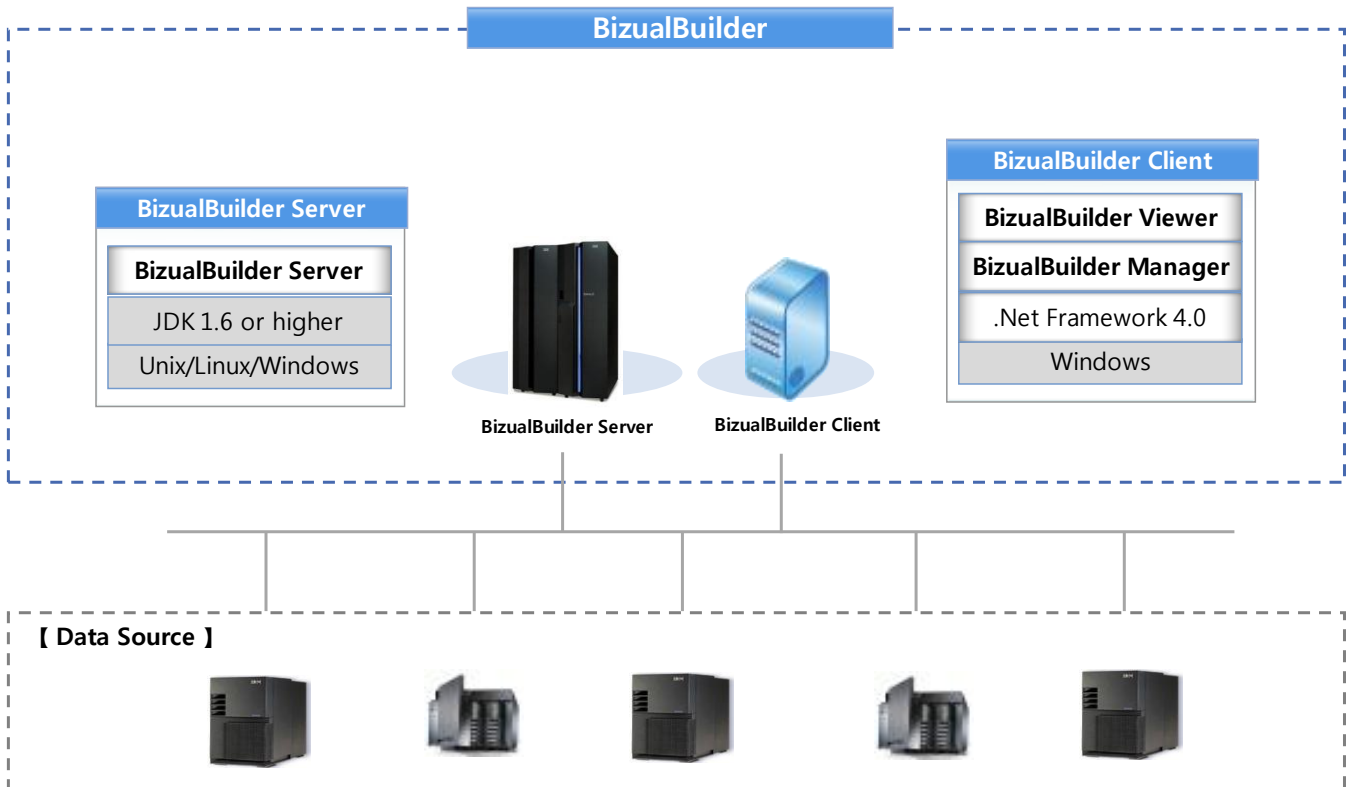 BizualBuilder
BizualBuilder Server
BizualBuilder Server
JDK 1.6 or higher
Unix/Linux/Windows
BizualBuilder Server
BizualBuilder Client
BizualBuilder Client
BizualBuilder Viewer
BizualBuilder Manager
.Net Framework 4.0
Windows
【 Data Source 】